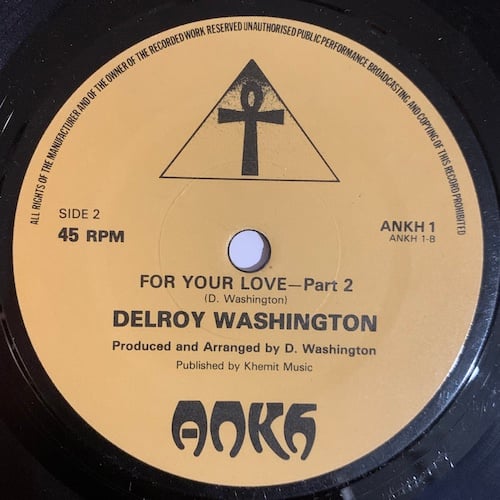 ALL RIGHTS OF THE MANUFACTURER AND OF THE OWNER OF THE RECORDED WORK RESERVED UNAUTHORISED PUBLIC PERFORMANCE BROADCASTING AND COPYING OF THIS RECORD PROHIBITED
SIDE 2
45 RPM
ANKH 1
ANKH 1-B
FOR YOUR LOVE—Part 2
(D. Washington)
DELROY WASHINGTON
Produced and Arranged by D. Washington
Published by Khemit Music
ANKh